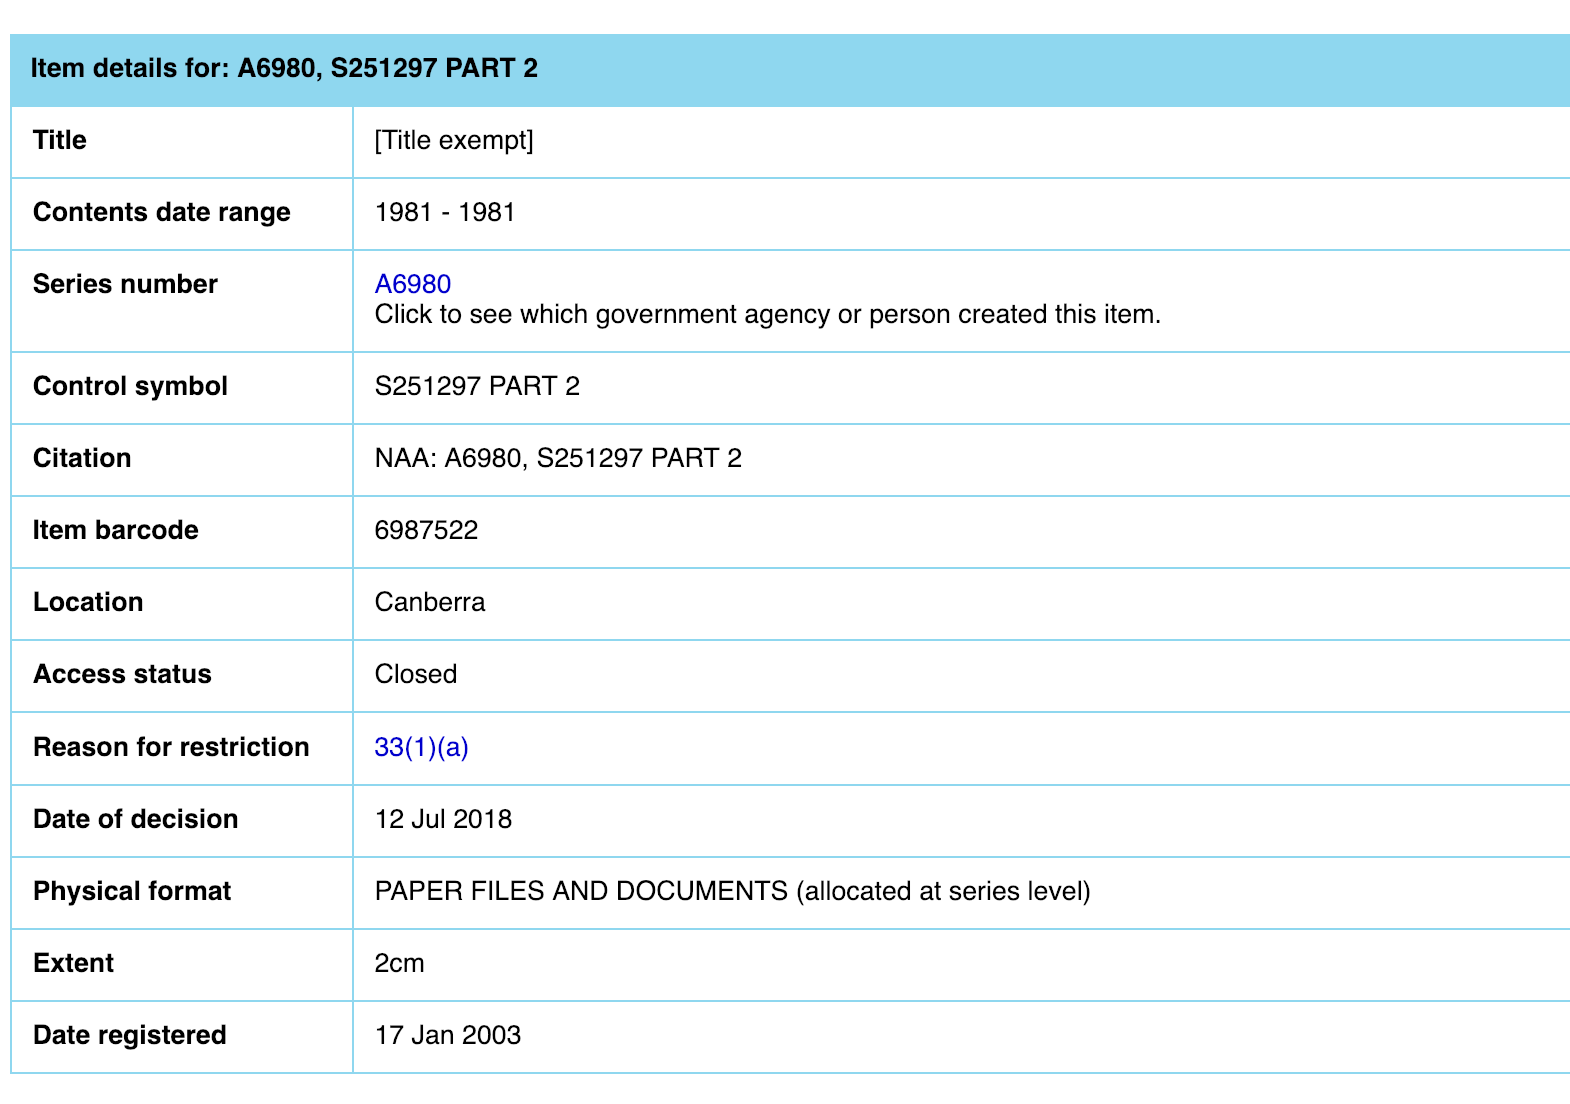 Item details for: A6980, S251297 PART 2
Title [Title exempt]
Contents date range 1981 - 1981
Series number A6980
Click to see which government agency or person created this item.
Control symbol S251297 PART 2
Citation NAA: A6980, S251297 PART 2
Item barcode 6987522
Location Canberra
Access status Closed
Reason for restriction 33(1)(a)
Date of decision 12 Jul 2018
Physical format PAPER FILES AND DOCUMENTS (allocated at series level)
Extent 2cm
Date registered 17 Jan 2003